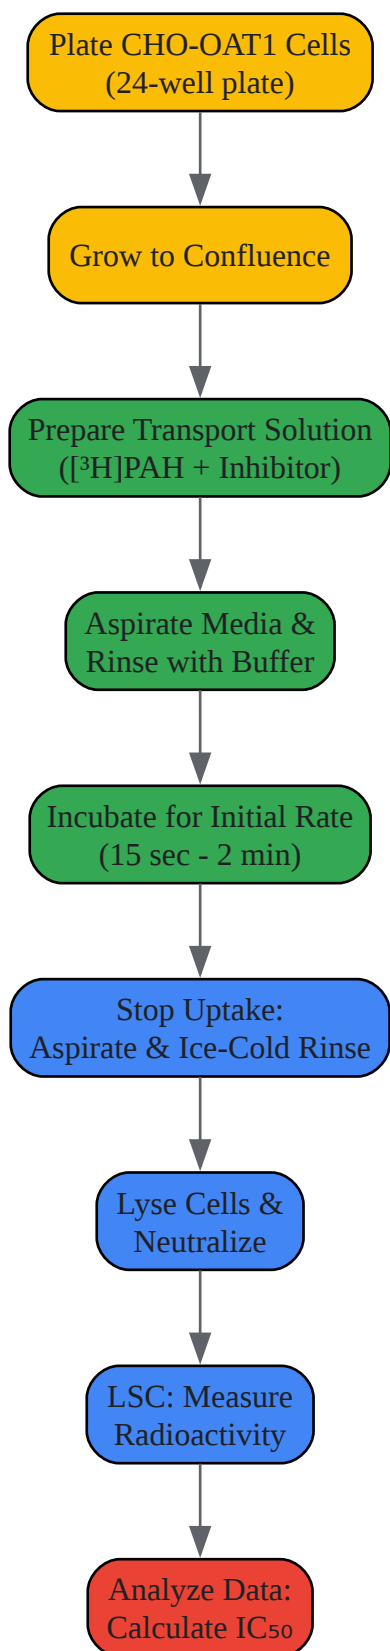 Plate CHO-OAT1 Cells
(24-well plate)
Grow to Confluence
Prepare Transport Solution
([³H]PAH + Inhibitor)
Aspirate Media &
Rinse with Buffer
Incubate for Initial Rate
(15 sec - 2 min)
Stop Uptake:
Aspirate & Ice-Cold Rinse
Lyse Cells &
Neutralize
LSC: Measure
Radioactivity
Analyze Data:
Calculate IC₅₀